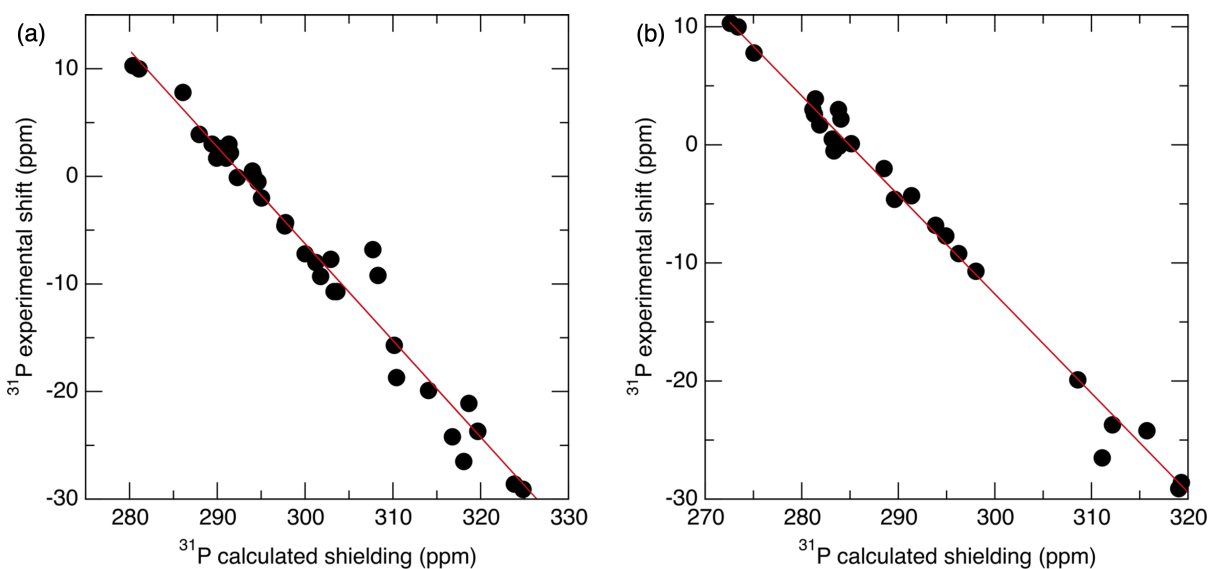 (a)
10
0
-10
-20
-30
280 290 300 310 320 330
³¹P experimental shift (ppm)
³¹P calculated shielding (ppm)
(b)
10
0
-10
-20
-30
270 280 290 300 310 320
³¹P experimental shift (ppm)
³¹P calculated shielding (ppm)